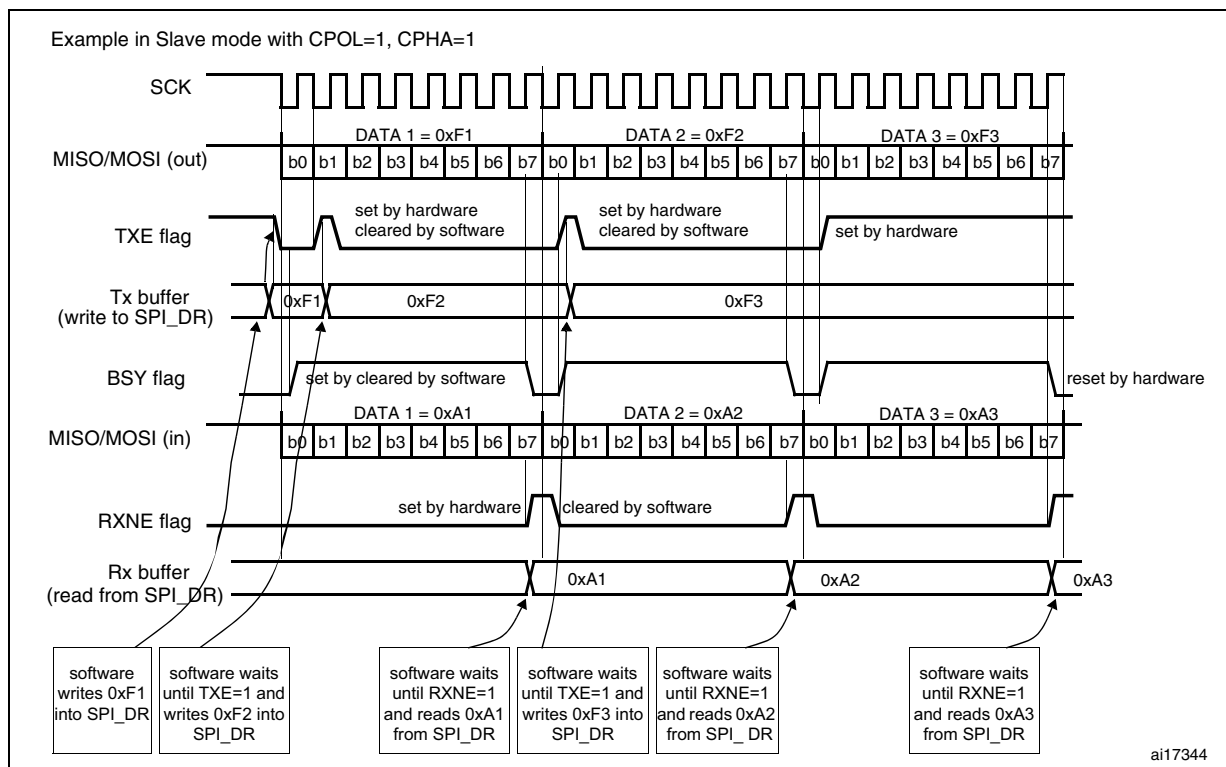 Example in Slave mode with CPOL=1, CPHA=1
SCK
DATA 1 = 0xF1 DATA 2 = 0xF2 DATA 3 = 0xF3
MISO/MOSI (out) b0 b1 b2 b3 b4 b5 b6 b7 b0 b1 b2 b3 b4 b5 b6 b7 b0 b1 b2 b3 b4 b5 b6 b7
set by hardware
cleared by software
set by hardware
cleared by software
TXE flag
set by hardware
Tx buffer
(write to SPI_DR)
0xF1 0xF2 0xF3
BSY flag
set by cleared by software
reset by hardware
DATA 1 = 0xA1 DATA 2 = 0xA2 DATA 3 = 0xA3
MISO/MOSI (in) b0 b1 b2 b3 b4 b5 b6 b7 b0 b1 b2 b3 b4 b5 b6 b7 b0 b1 b2 b3 b4 b5 b6 b7
RXNE flag
set by hardware
cleared by software
Rx buffer
(read from SPI_DR)
0xA1 0xA2 0xA3
software
writes 0xF1
into SPI_DR
software waits
until TXE=1 and
writes 0xF2 into
SPI_DR
software waits
until RXNE=1
and reads 0xA1
from SPI_DR
software waits
until TXE=1 and
writes 0xF3 into
SPI_DR
software waits
until RXNE=1
and reads 0xA2
from SPI_ DR
software waits
until RXNE=1
and reads 0xA3
from SPI_DR
ai17344